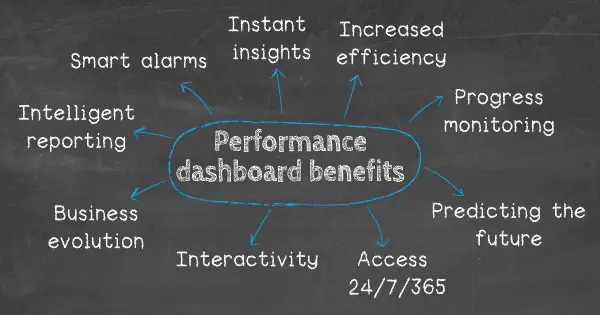 Instant
insights
Increased
efficiency
Smart alarms
Progress
monitoring
Intelligent
reporting
Performance
dashboard benefits
Predicting the
future
Business
evolution
Interactivity
Access
24/7/365